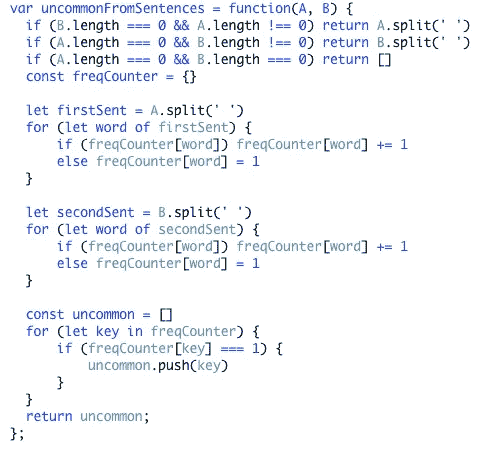 var uncommonFromSentences = function(A, B) {
  if (B.length === 0 && A.length !== 0) return A.split(' ')
  if (A.length === 0 && B.length !== 0) return B.split(' ')
  if (A.length === 0 && B.length === 0) return []
  const freqCounter = {}

  let firstSent = A.split(' ')
  for (let word of firstSent) {
      if (freqCounter[word]) freqCounter[word] += 1
      else freqCounter[word] = 1
  }

  let secondSent = B.split(' ')
  for (let word of secondSent) {
      if (freqCounter[word]) freqCounter[word] += 1
      else freqCounter[word] = 1
  }

  const uncommon = []
  for (let key in freqCounter) {
      if (freqCounter[key] === 1) {
          uncommon.push(key)
      }
  }
  return uncommon;
};